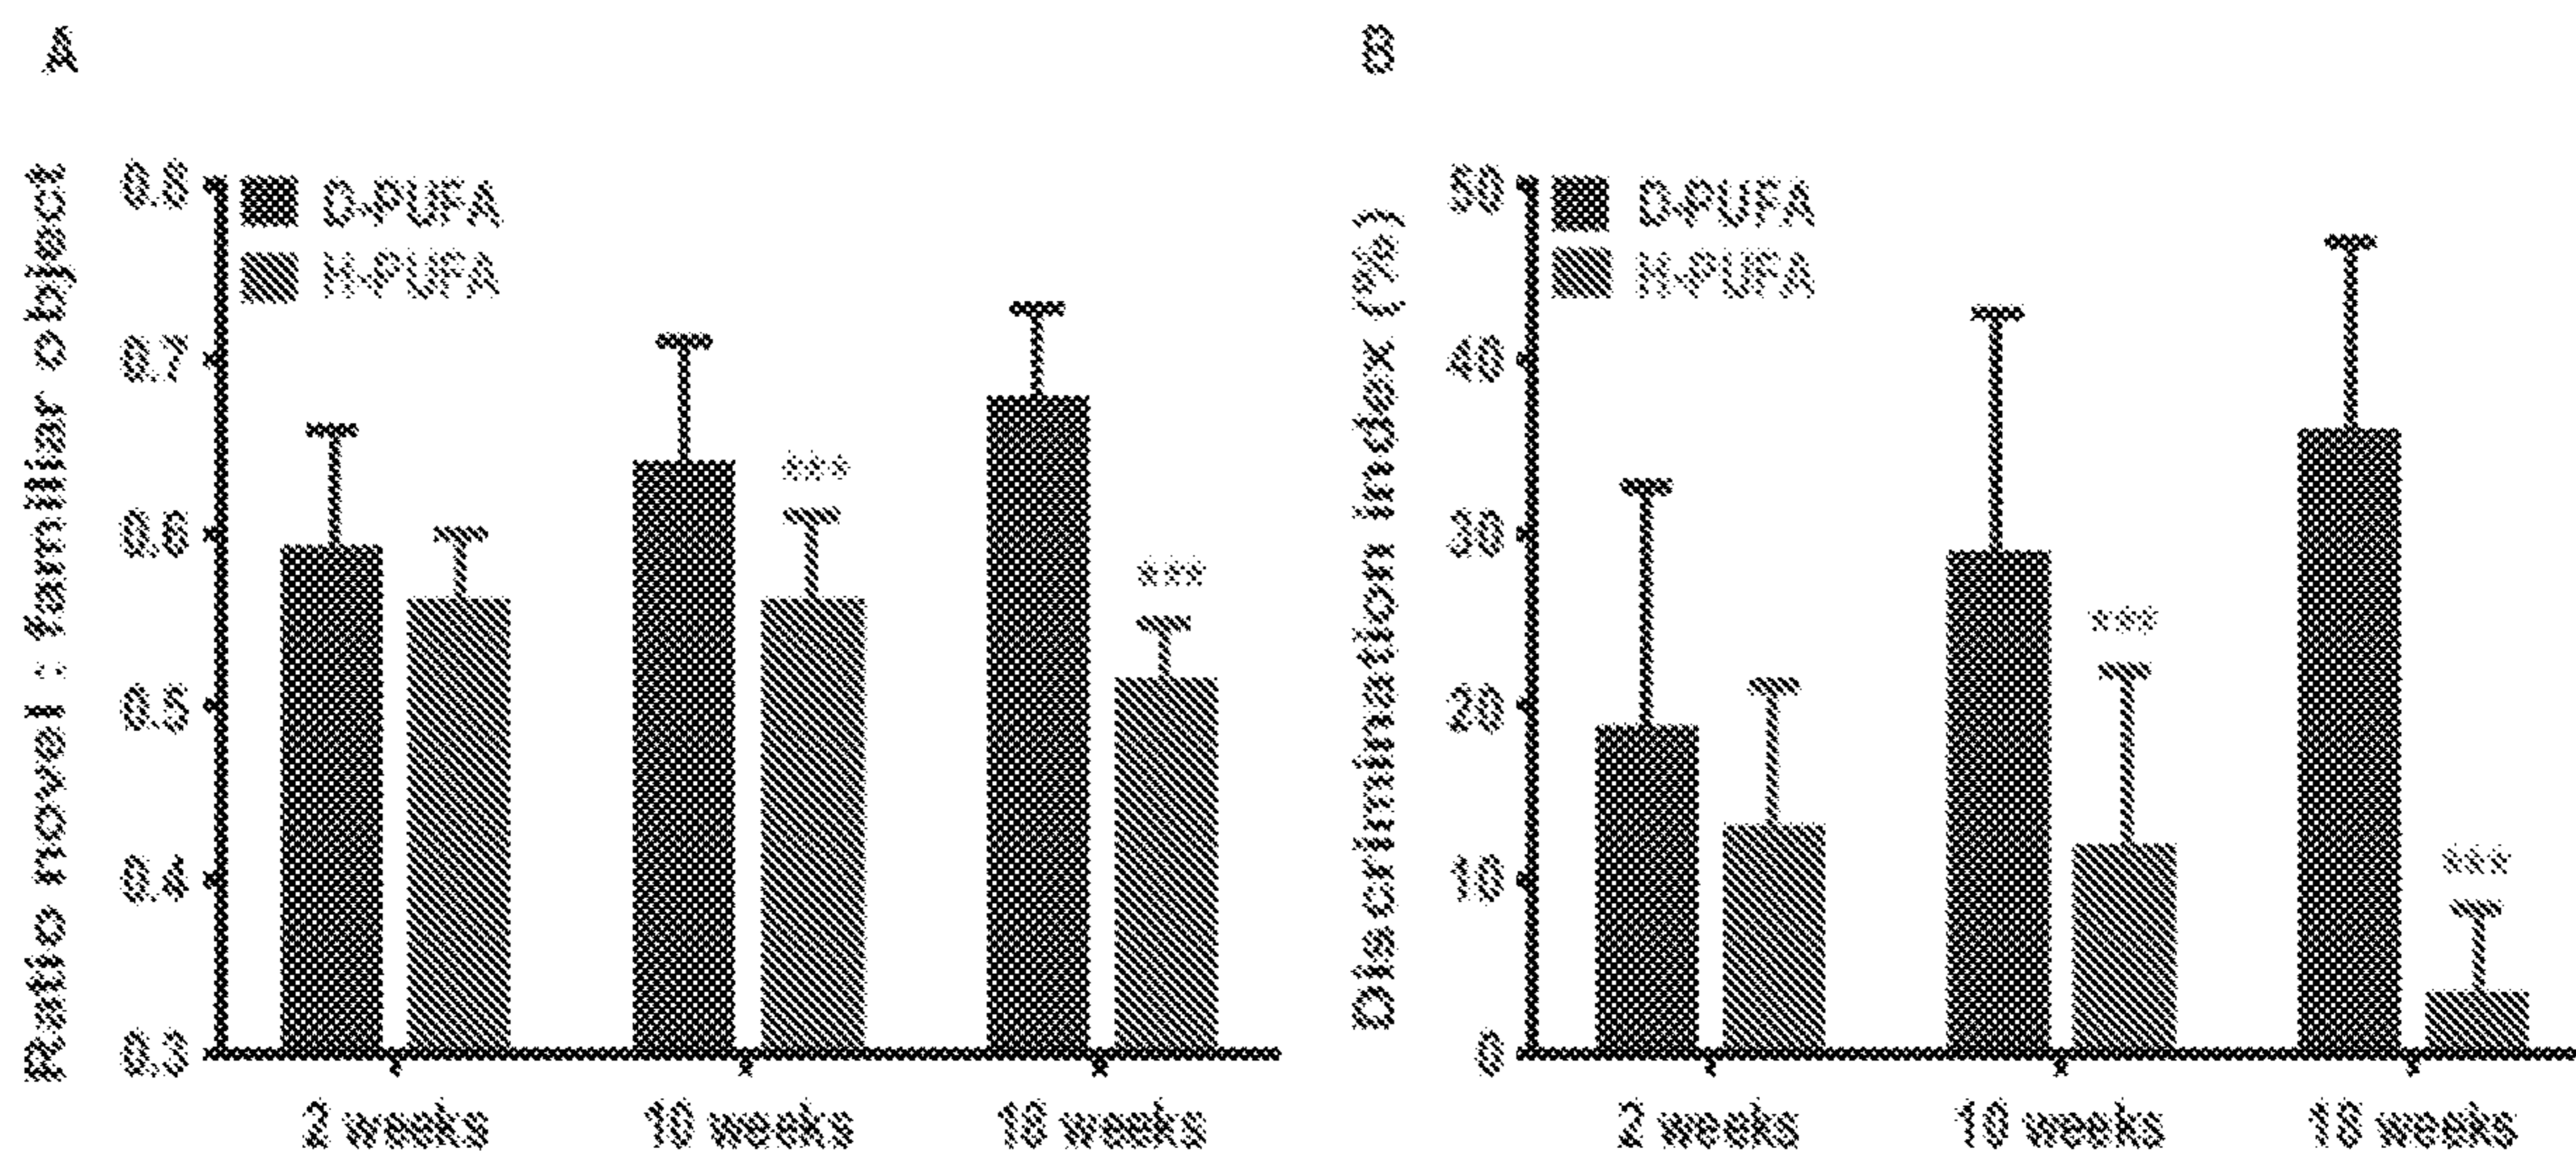 A
Ratio novel : familiar object
0.8
0.7
0.6
0.5
0.4
0.3
D-PUFA
H-PUFA
***
***
2 weeks
10 weeks
18 weeks
B
Discrimination index (%)
50
40
30
20
10
0
D-PUFA
H-PUFA
***
***
2 weeks
10 weeks
18 weeks